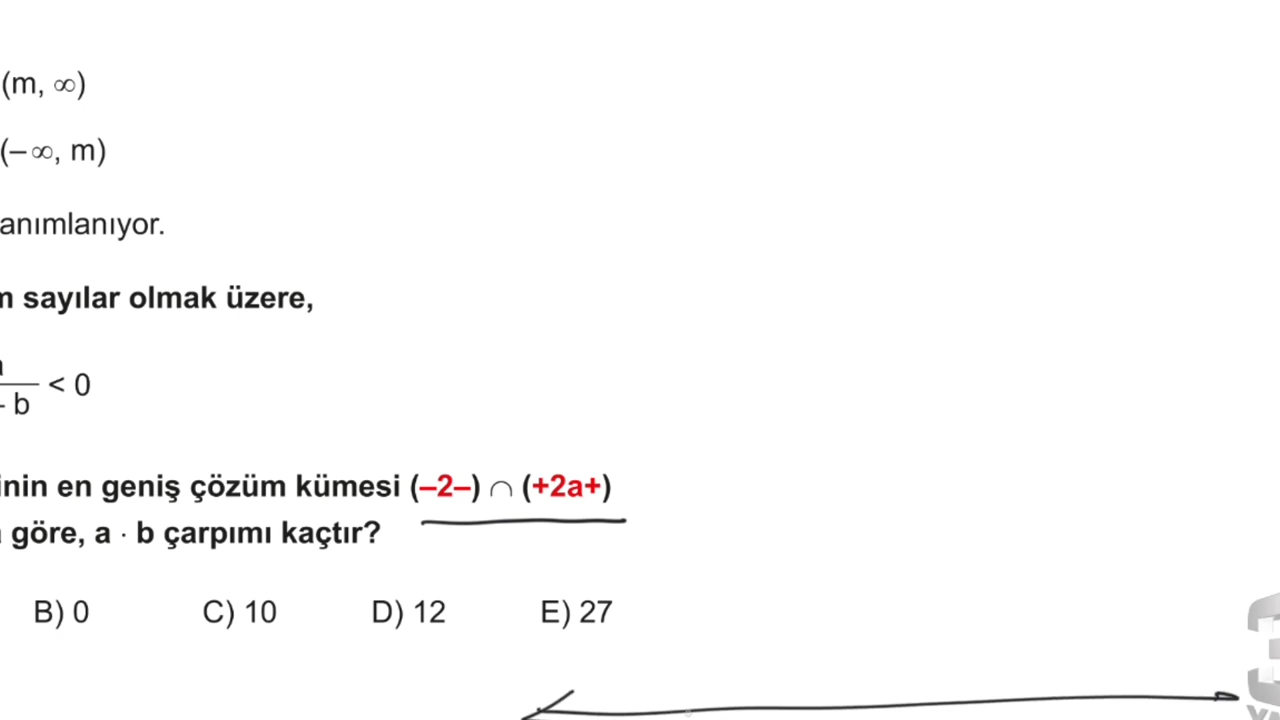 (m, ∞)
(–∞, m)
anımlanıyor.
sayılar olmak üzere,
< 0
- b
inin en geniş çözüm kümesi (–2–) ∩ (+2a+)
göre, a · b çarpımı kaçtır?
B) 0 C) 10 D) 12 E) 27